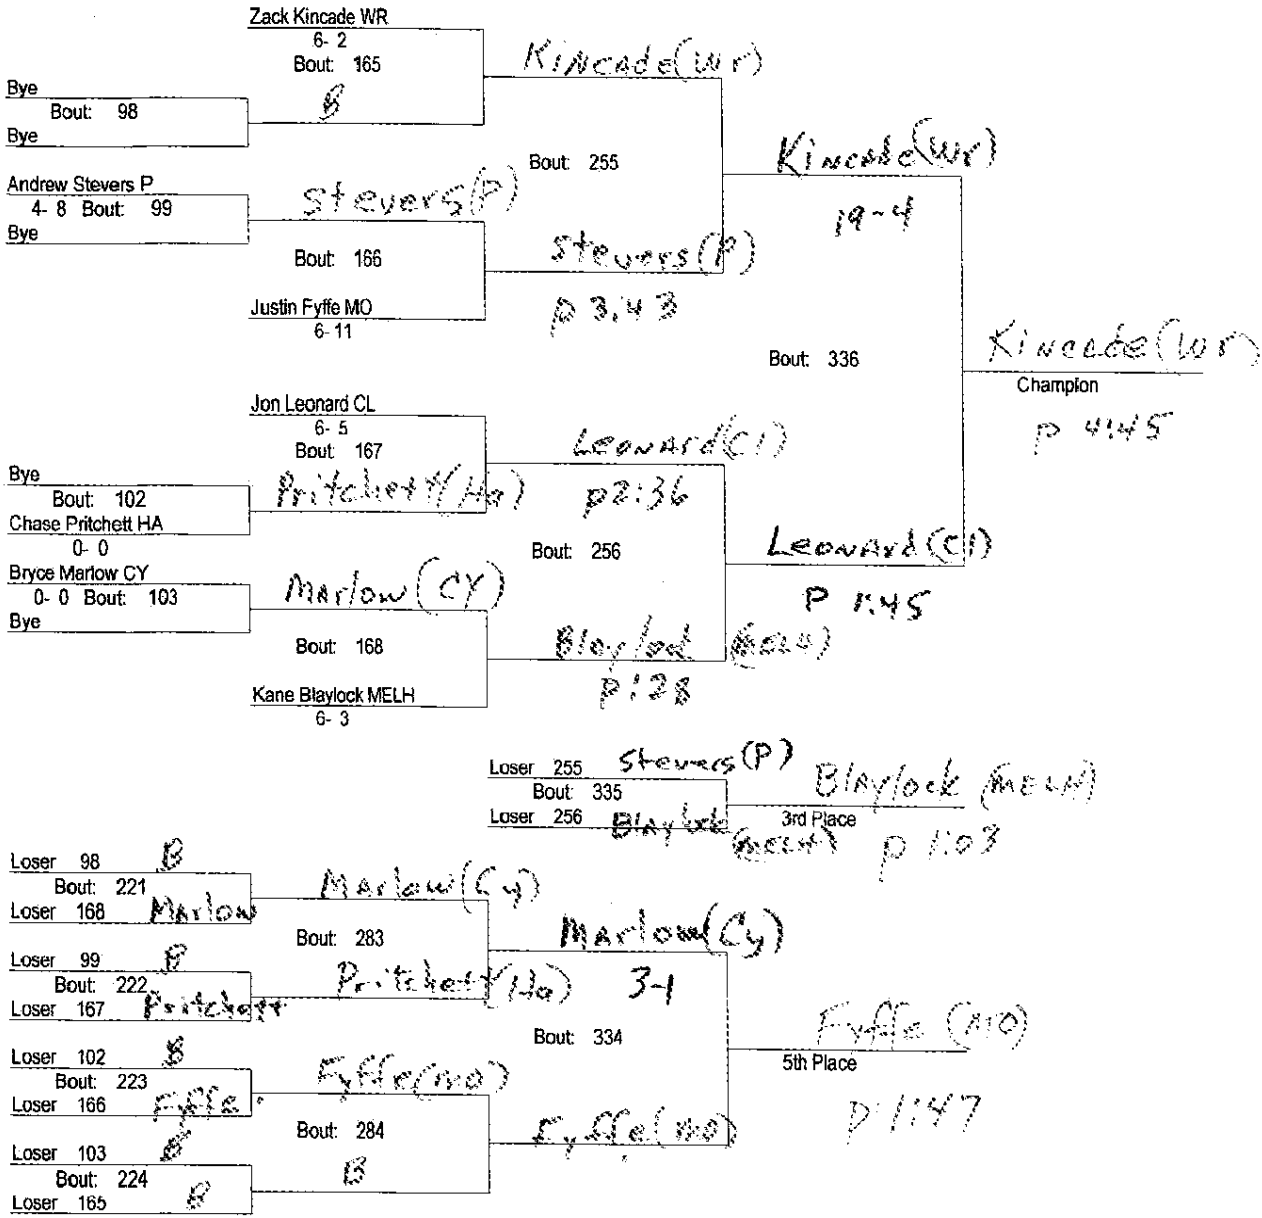 Zack Kincade WR
6- 2
Bout: 165
Kincade (Wr)
Bye
Bout: 98
B
Bye
Bout: 255
Kincade (Wr)
19-4
Andrew Stevers P
4- 8 Bout: 99
Stevers (P)
Bye
Bout: 166
Stevers (P)
Justin Fyffe MO
6- 11
p 3:43
Bout: 336
Kincade (Wr)
Champion
p 4:45
Jon Leonard CL
6- 5
Bout: 167
Leonard (Cl)
Bye
Bout: 102
Pritchett (Ha)
p 2:36
Chase Pritchett HA
0- 0
Bout: 256
Leonard (Cl)
P 1:45
Bryce Marlow CY
0- 0 Bout: 103
Marlow (CY)
Bye
Bout: 168
Blaylock (MELH)
Kane Blaylock MELH
6- 3
p :28
Loser 255 Stevers (P)
Bout: 335
Blaylock (MELH)
Loser 256 Blaylock (MELH)
3rd Place
p 1:03
Loser 98 B
Bout: 221
Marlow (Cy)
Loser 168 Marlow
Bout: 283
Marlow (Cy)
3-1
Loser 99 B
Bout: 222
Pritchett (Ha)
Loser 167 Pritchett
Bout: 334
Fyffe (MO)
5th Place
p 1:47
Loser 102 B
Bout: 223
Fyffe (MO)
Loser 166 Fyffe
Bout: 284
Fyffe (MO)
Loser 103 B
Bout: 224
B
Loser 165 B